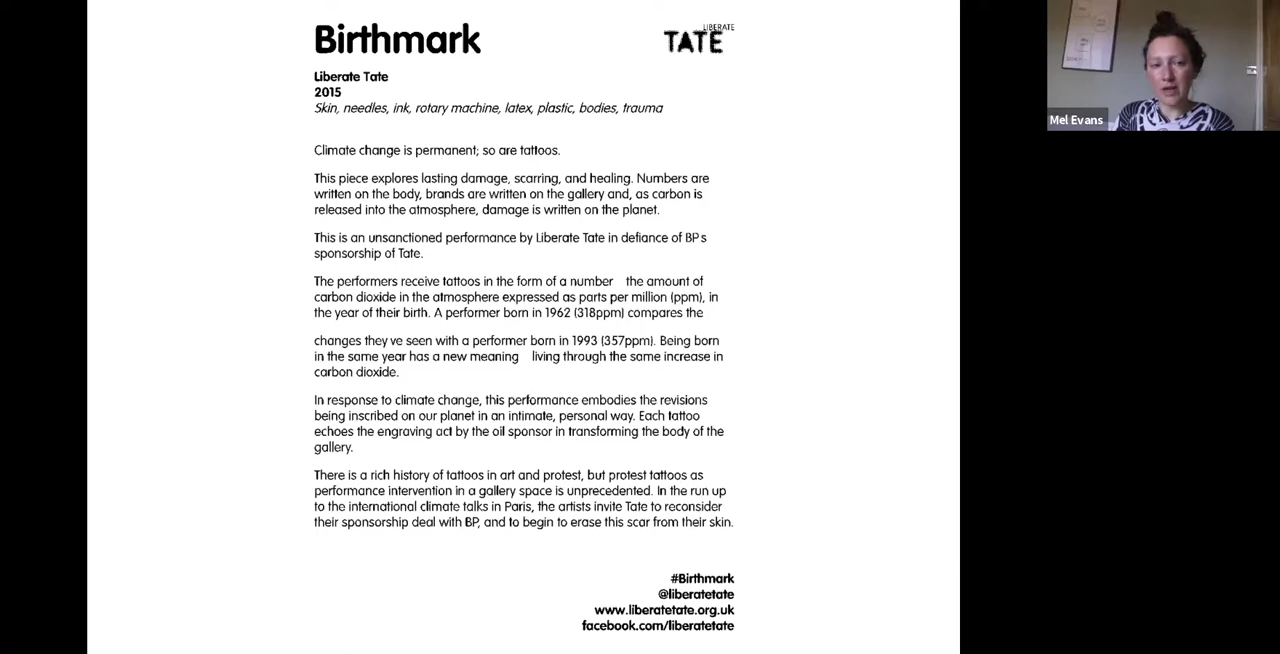 Birthmark
LIBERATE
TATE
Liberate Tate
2015
Skin, needles, ink, rotary machine, latex, plastic, bodies, trauma
Climate change is permanent; so are tattoos.
This piece explores lasting damage, scarring, and healing. Numbers are
written on the body, brands are written on the gallery and, as carbon is
released into the atmosphere, damage is written on the planet.
This is an unsanctioned performance by Liberate Tate in defiance of BP s
sponsorship of Tate.
The performers receive tattoos in the form of a number the amount of
carbon dioxide in the atmosphere expressed as parts per million (ppm), in
the year of their birth. A performer born in 1962 (318ppm) compares the
changes they ve seen with a performer born in 1993 (357ppm). Being born
in the same year has a new meaning living through the same increase in
carbon dioxide.
In response to climate change, this performance embodies the revisions
being inscribed on our planet in an intimate, personal way. Each tattoo
echoes the engraving act by the oil sponsor in transforming the body of the
gallery.
There is a rich history of tattoos in art and protest, but protest tattoos as
performance intervention in a gallery space is unprecedented. In the run up
to the international climate talks in Paris, the artists invite Tate to reconsider
their sponsorship deal with BP, and to begin to erase this scar from their skin.
#Birthmark
@liberatetate
www.liberatetate.org.uk
facebook.com/liberatetate
Mel Evans